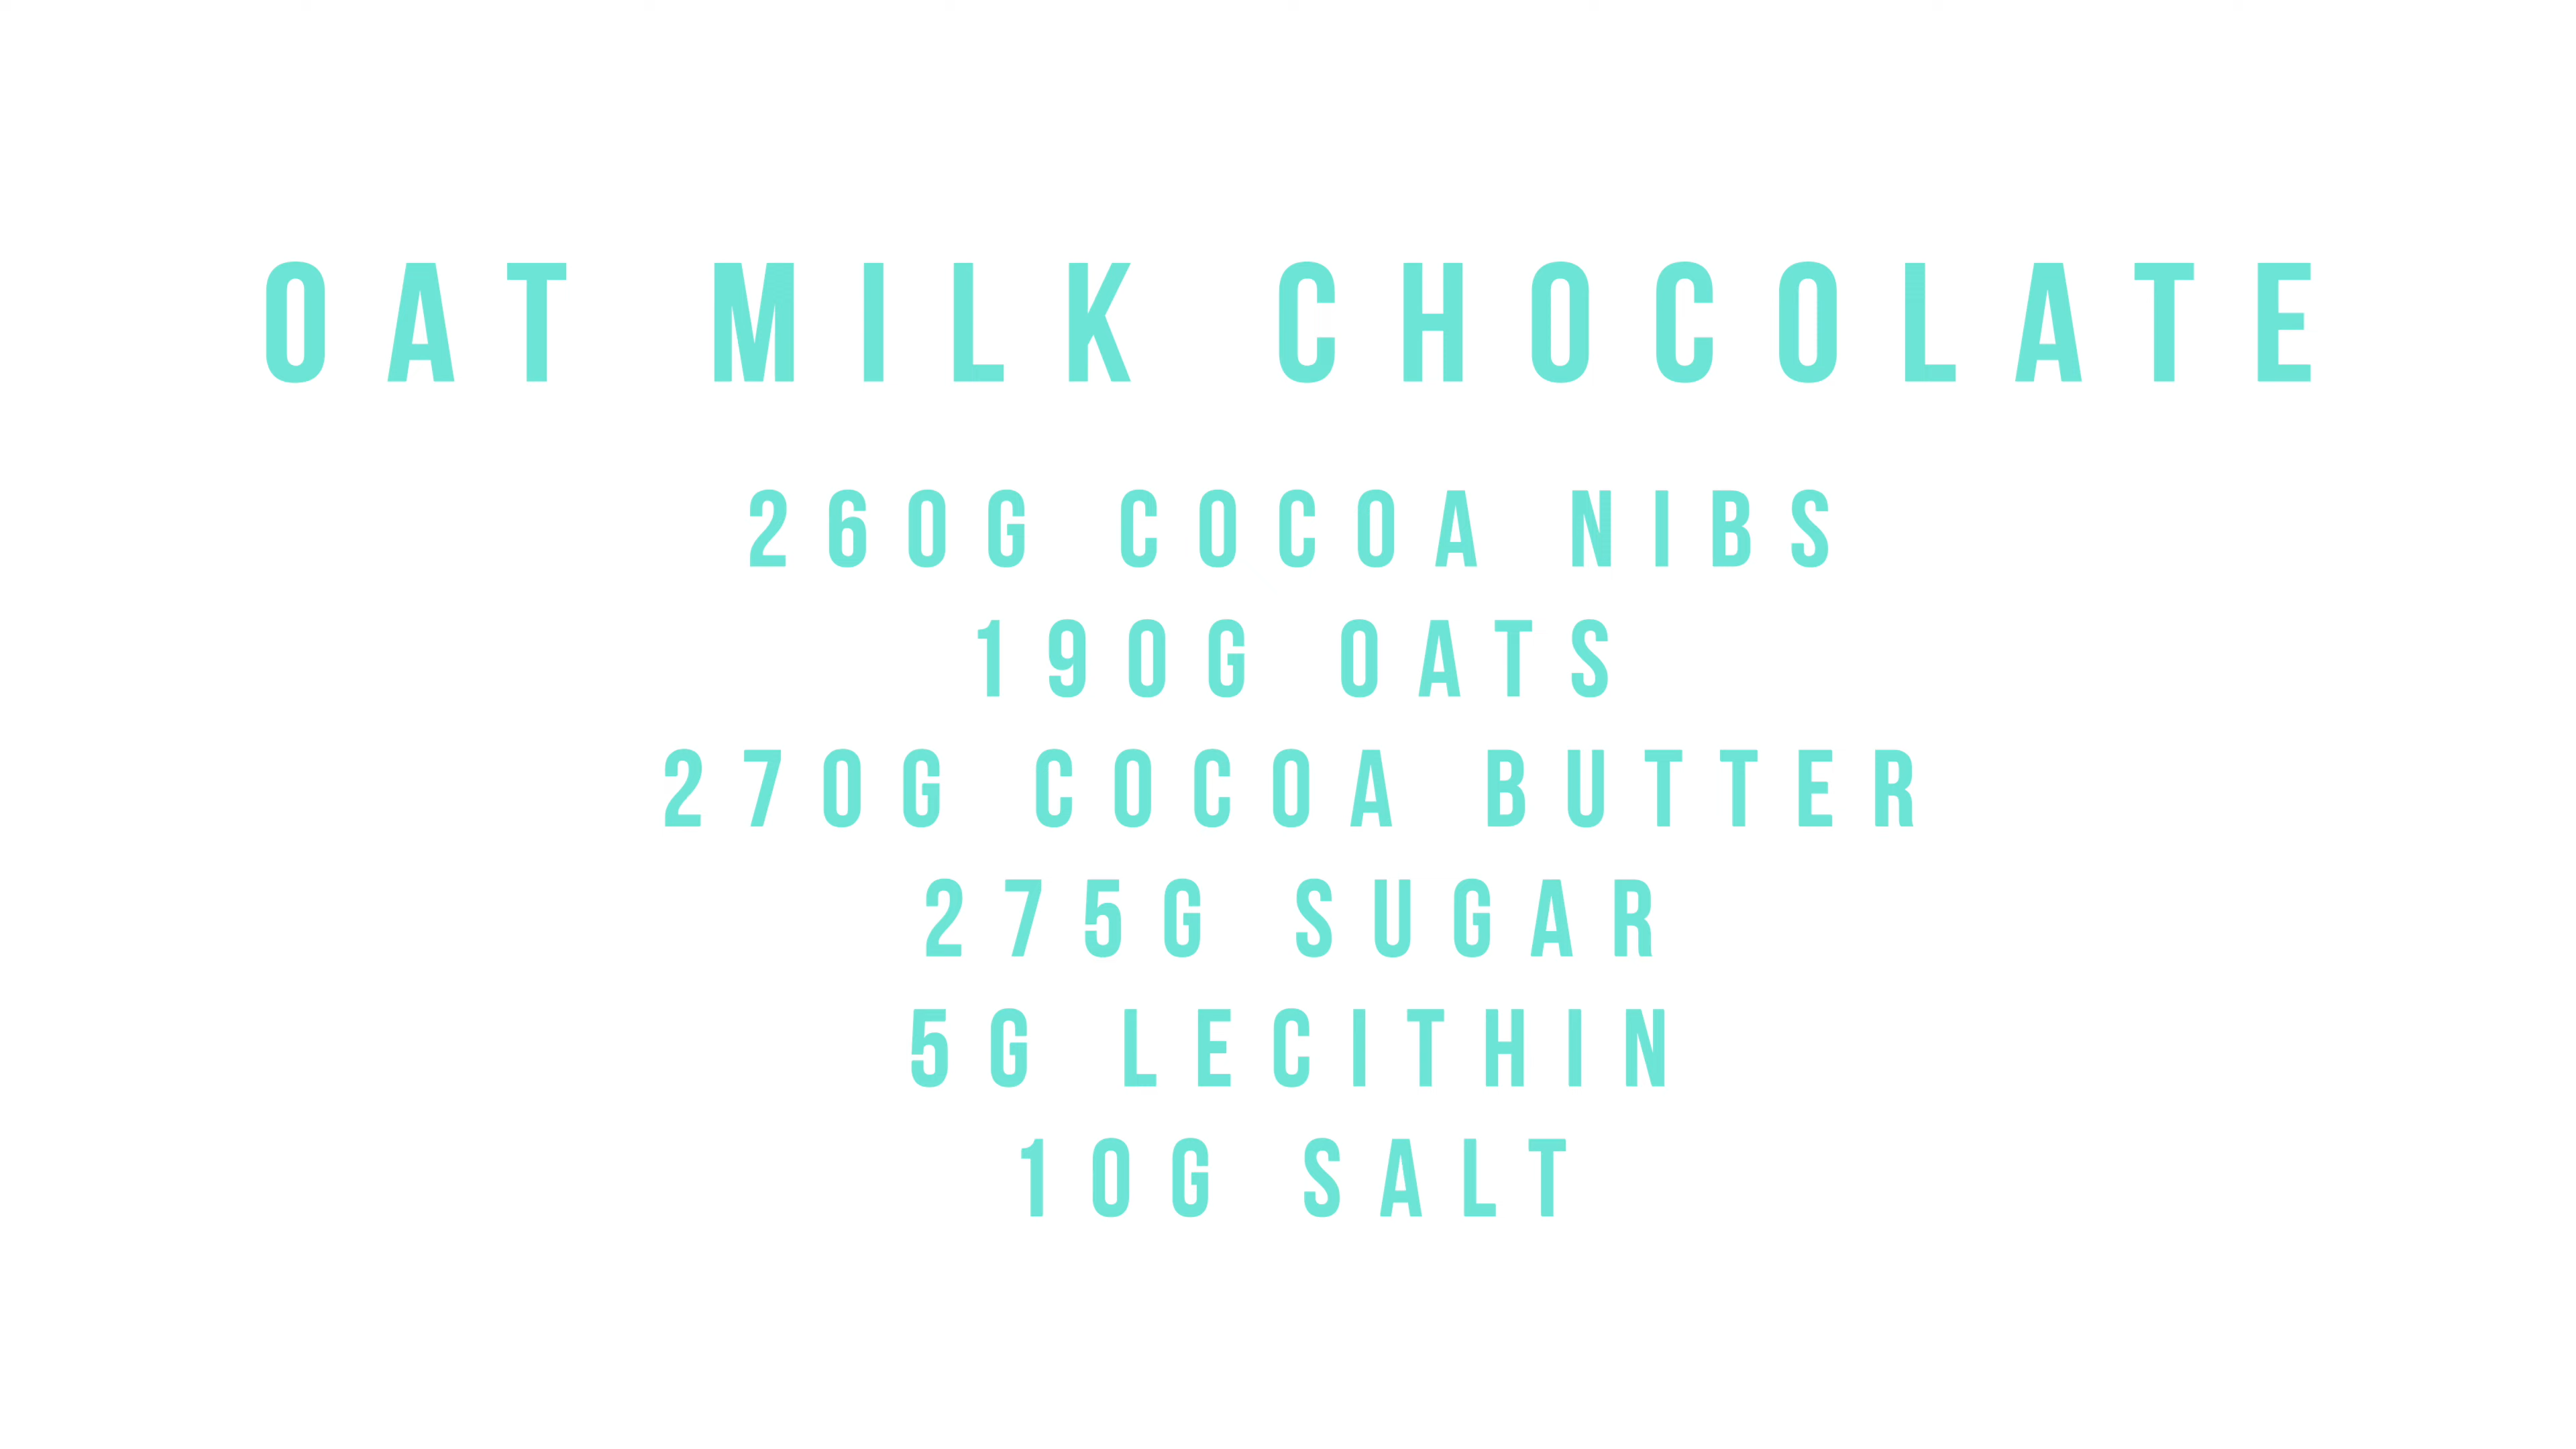 OAT MILK CHOCOLATE
260G COCOA NIBS
190G OATS
270G COCOA BUTTER
275G SUGAR
5G LECITHIN
10G SALT